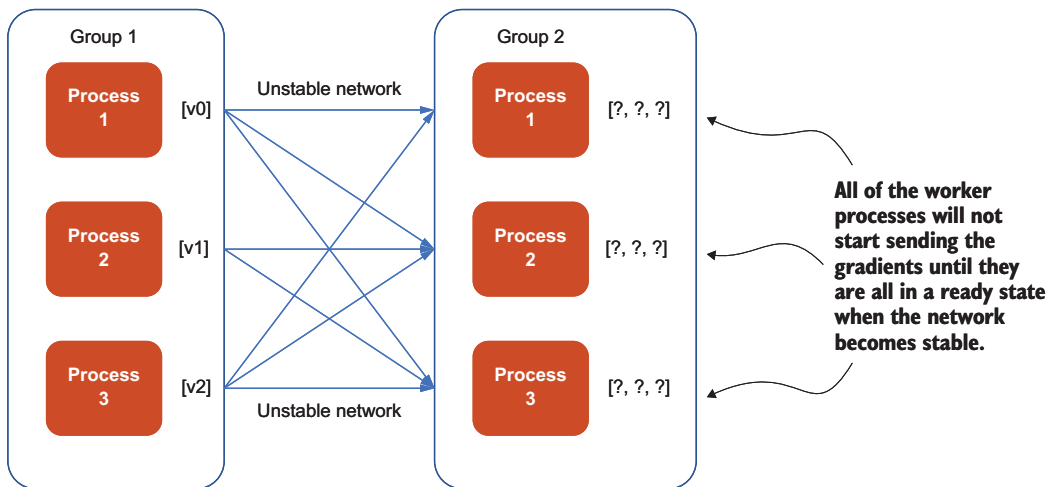 Group 1
Group 2
Process
1
[v0]
Unstable network
Process
1
[?, ?, ?]
Process
2
[v1]
Process
2
[?, ?, ?]
Process
3
[v2]
Unstable network
Process
3
[?, ?, ?]
All of the worker
processes will not
start sending the
gradients until they
are all in a ready state
when the network
becomes stable.